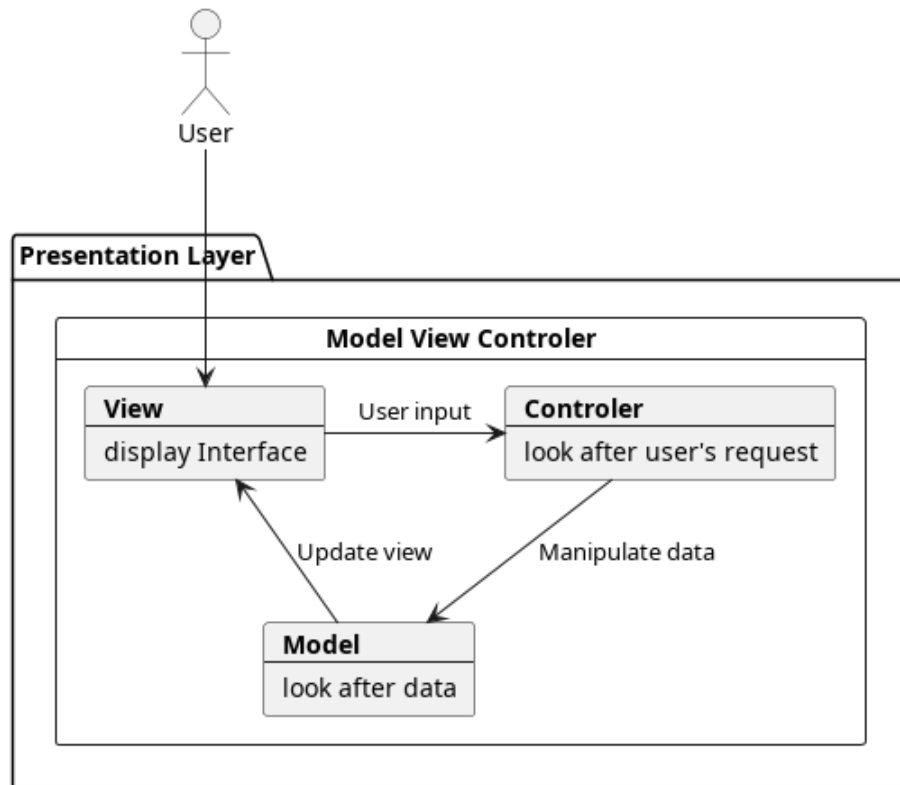 User
Presentation Layer
Model View Controler
View
display Interface
User input
Controler
look after user's request
Update view
Manipulate data
Model
look after data